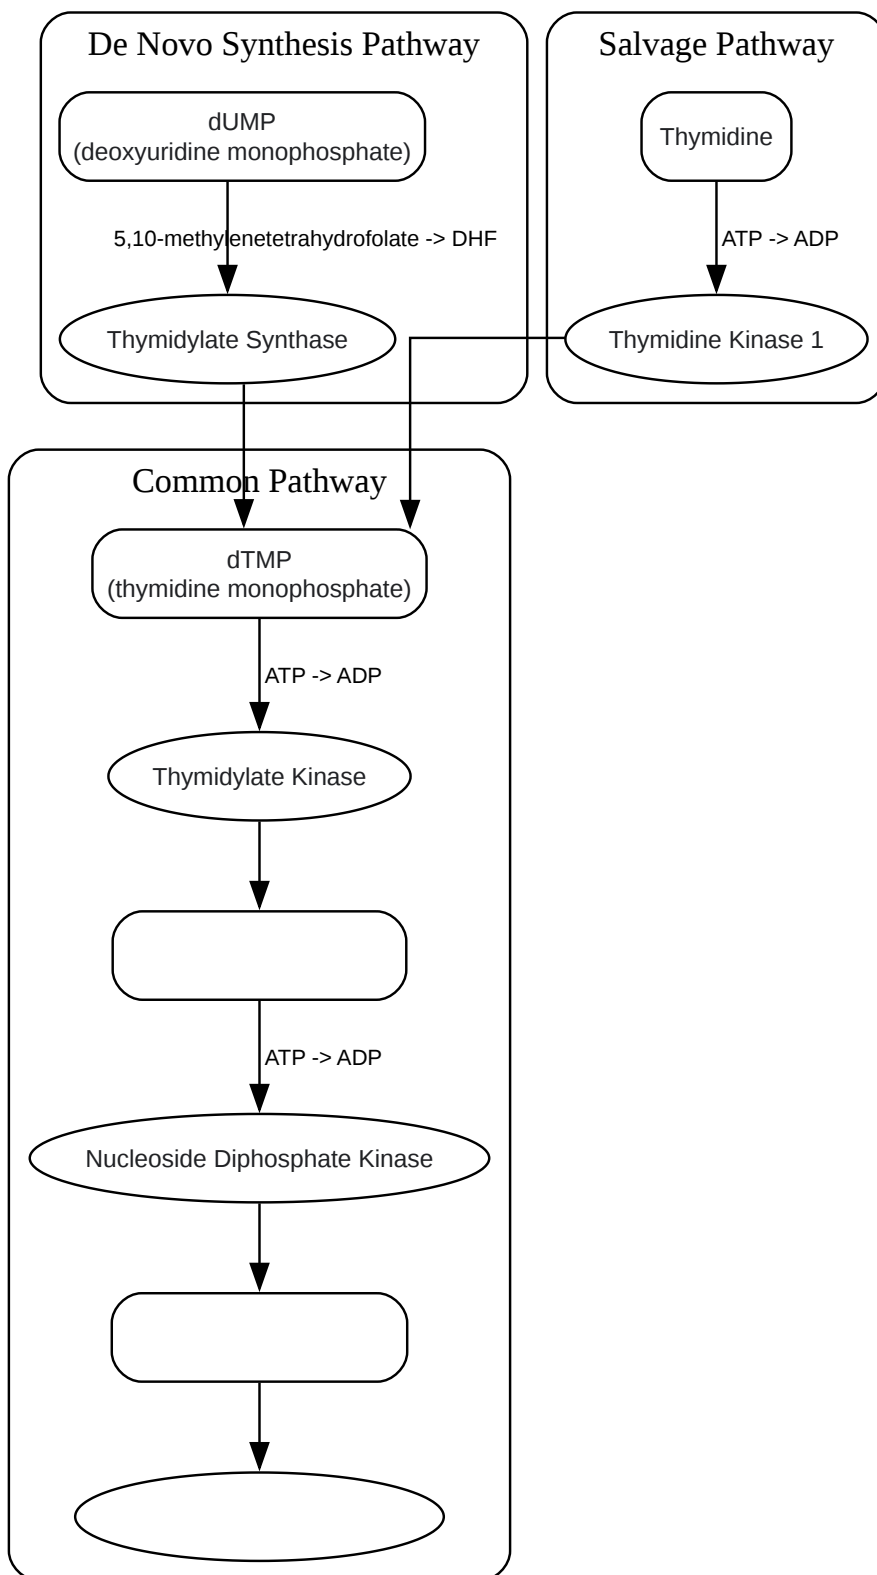 De Novo Synthesis Pathway
dUMP
(deoxyuridine monophosphate)
5,10-methylenetetrahydrofolate -> DHF
Thymidylate Synthase
Salvage Pathway
Thymidine
ATP -> ADP
Thymidine Kinase 1
Common Pathway
dTMP
(thymidine monophosphate)
ATP -> ADP
Thymidylate Kinase
ATP -> ADP
Nucleoside Diphosphate Kinase